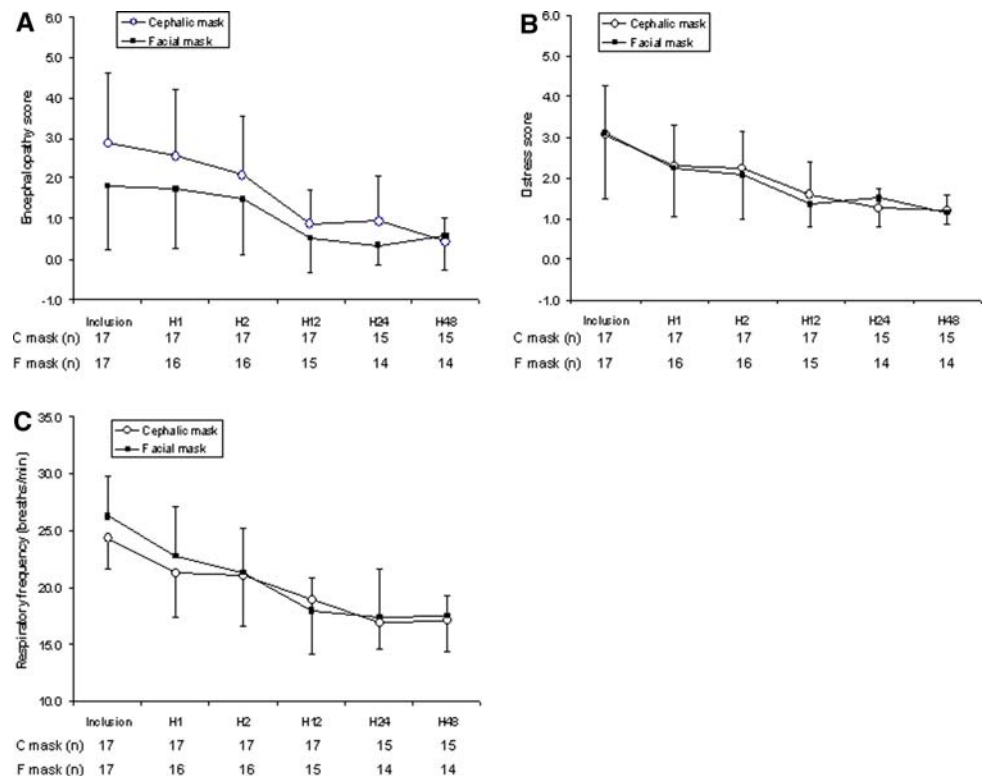 A
6.0
Cephalic mask
Facial mask
5.0
4.0
3.0
2.0
1.0
0.0
-1.0
Encephalopathy score
Inclusion H1 H2 H12 H24 H48
C mask (n) 17 17 17 17 15 15
F mask (n) 17 16 16 15 14 14
B
6.0
Cephalic mask
Facial mask
5.0
4.0
3.0
2.0
1.0
0.0
-1.0
Distress score
Inclusion H1 H2 H12 H24 H48
C mask (n) 17 17 17 17 15 15
F mask (n) 17 16 16 15 14 14
C
35.0
Cephalic mask
Facial mask
30.0
25.0
20.0
15.0
10.0
Respiratory frequency (breaths/min)
Inclusion H1 H2 H12 H24 H48
C mask (n) 17 17 17 17 15 15
F mask (n) 17 16 16 15 14 14